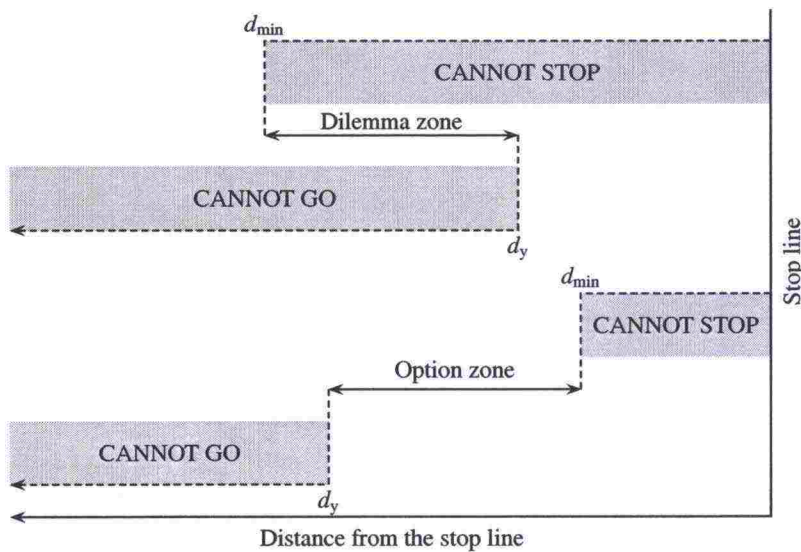 d_min
CANNOT STOP
Dilemma zone
CANNOT GO
d_y
d_min
CANNOT STOP
Option zone
CANNOT GO
d_y
Distance from the stop line
Stop line